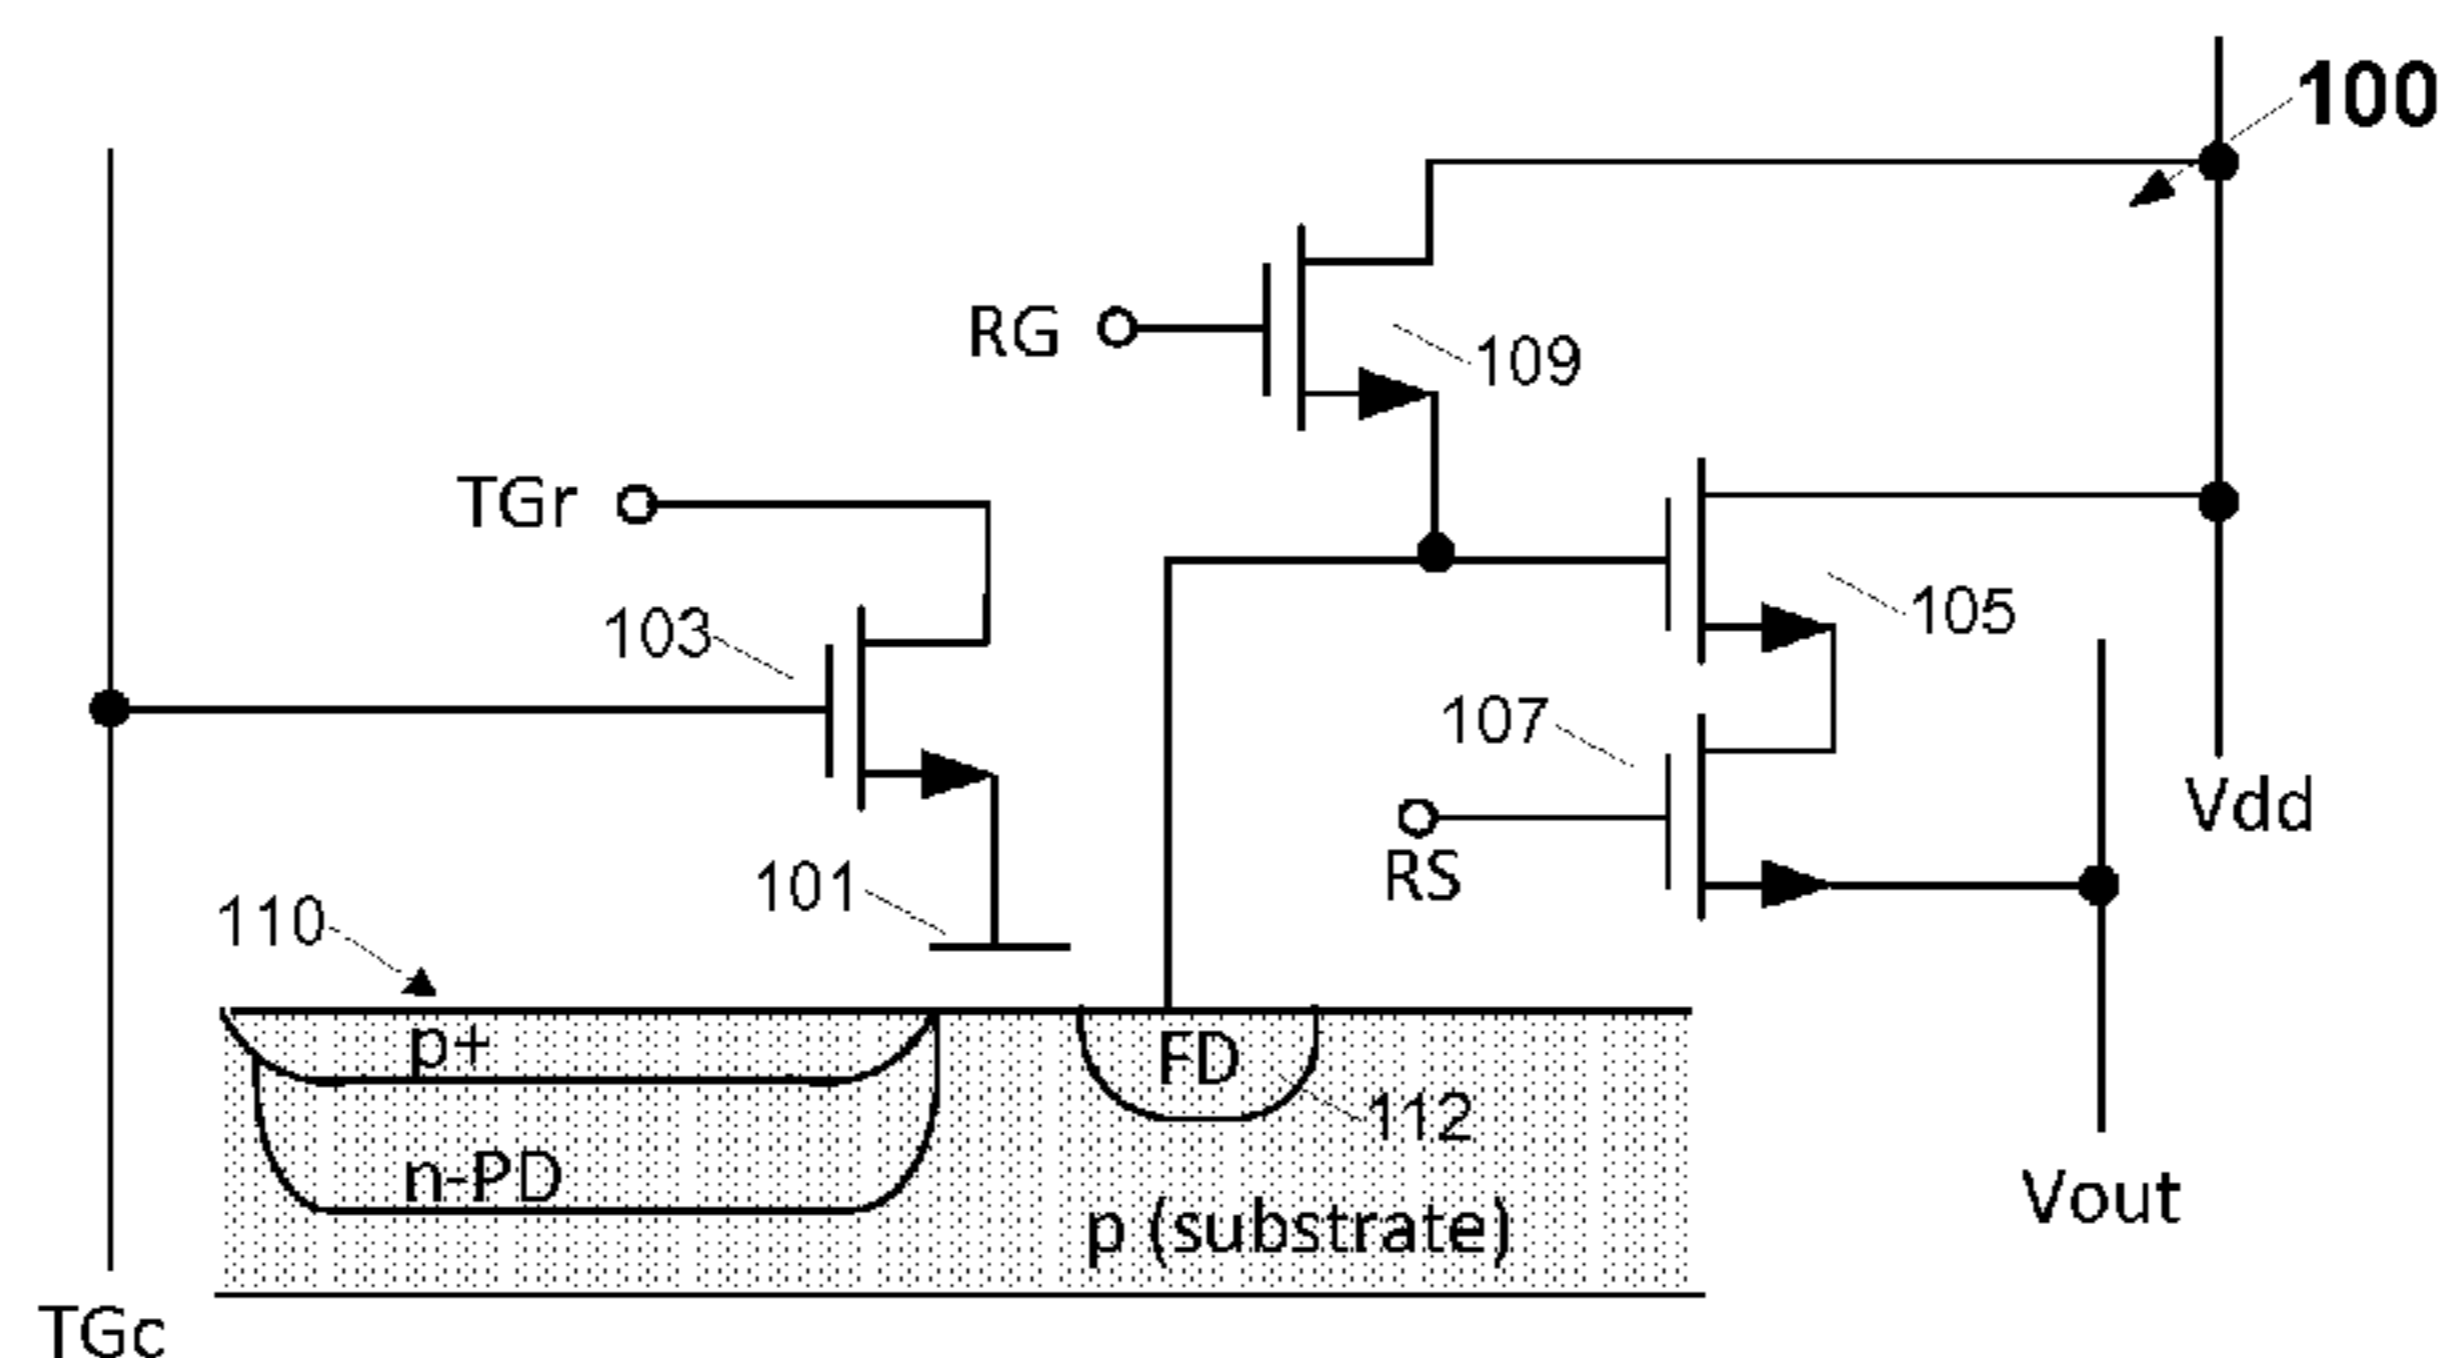 100
RG
109
TGr
103
105
107
Vdd
RS
101
110
p+
FD
112
n-PD
p (substrate)
Vout
TGc